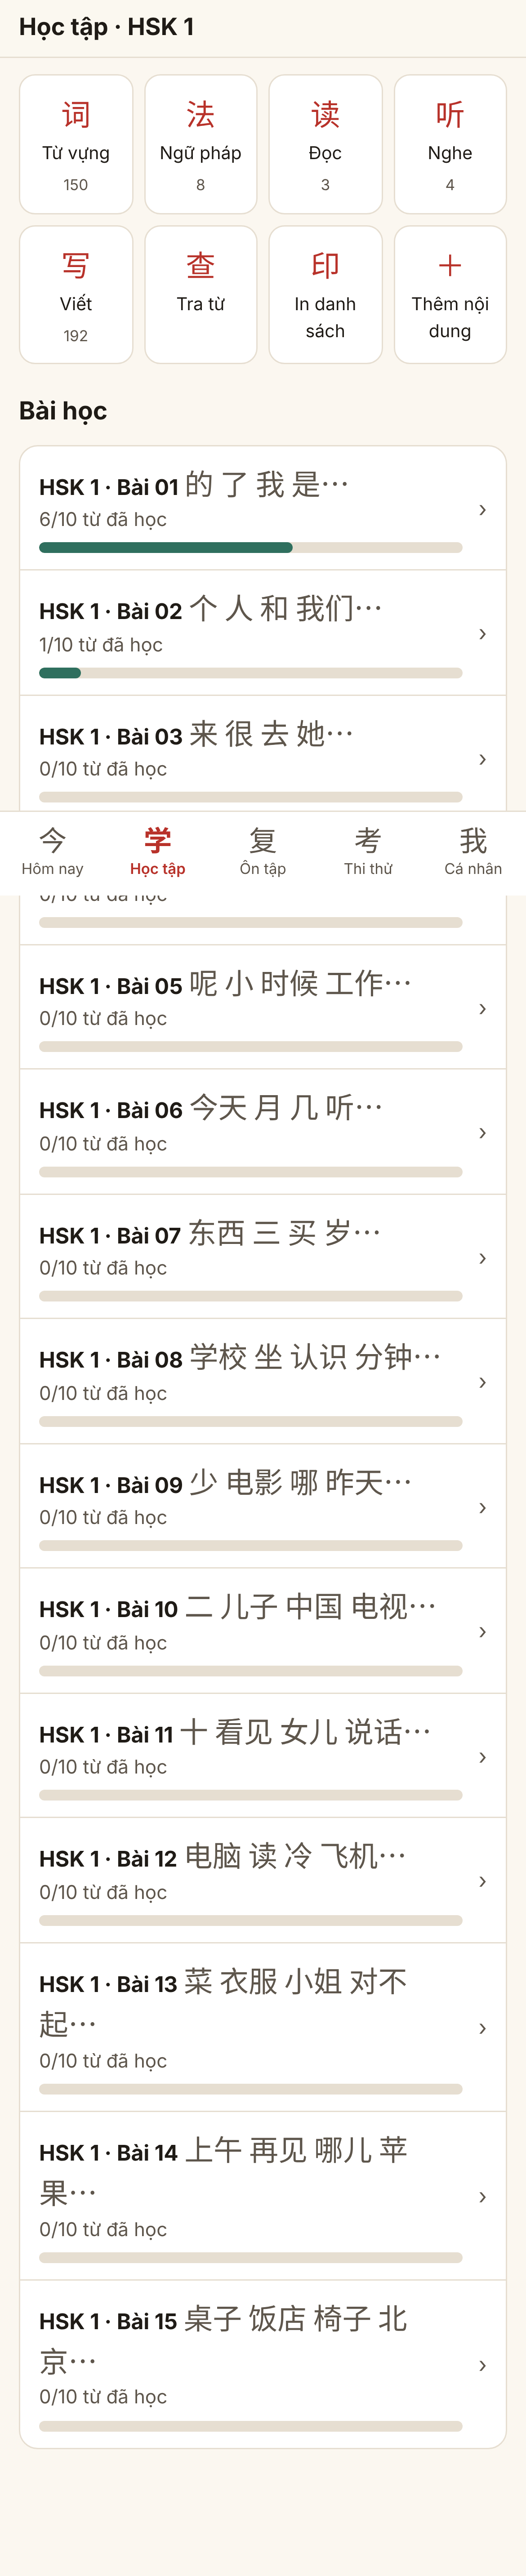 Học tập · HSK 1
词
法
读
听
Từ vựng
Ngữ pháp
Đọc
Nghe
150
8
3
4
写
查
印
+
Viết
Tra từ
In danh
sách
Thêm nội
dung
192
Bài học
HSK 1 · Bài 01 的 了 我 是…
6/10 từ đã học
›
HSK 1 · Bài 02 个 人 和 我们…
1/10 từ đã học
›
HSK 1 · Bài 03 来 很 去 她…
0/10 từ đã học
›
今
学
复
考
我
Hôm nay
Học tập
Ôn tập
Thi thử
Cá nhân
0/10 từ đã học
HSK 1 · Bài 05 呢 小 时候 工作…
0/10 từ đã học
›
HSK 1 · Bài 06 今天 月 几 听…
0/10 từ đã học
›
HSK 1 · Bài 07 东西 三 买 岁…
0/10 từ đã học
›
HSK 1 · Bài 08 学校 坐 认识 分钟…
0/10 từ đã học
›
HSK 1 · Bài 09 少 电影 哪 昨天…
0/10 từ đã học
›
HSK 1 · Bài 10 二 儿子 中国 电视…
0/10 từ đã học
›
HSK 1 · Bài 11 十 看见 女儿 说话…
0/10 từ đã học
›
HSK 1 · Bài 12 电脑 读 冷 飞机…
0/10 từ đã học
›
HSK 1 · Bài 13 菜 衣服 小姐 对不
起…
0/10 từ đã học
›
HSK 1 · Bài 14 上午 再见 哪儿 苹
果…
0/10 từ đã học
›
HSK 1 · Bài 15 桌子 饭店 椅子 北
京…
0/10 từ đã học
›